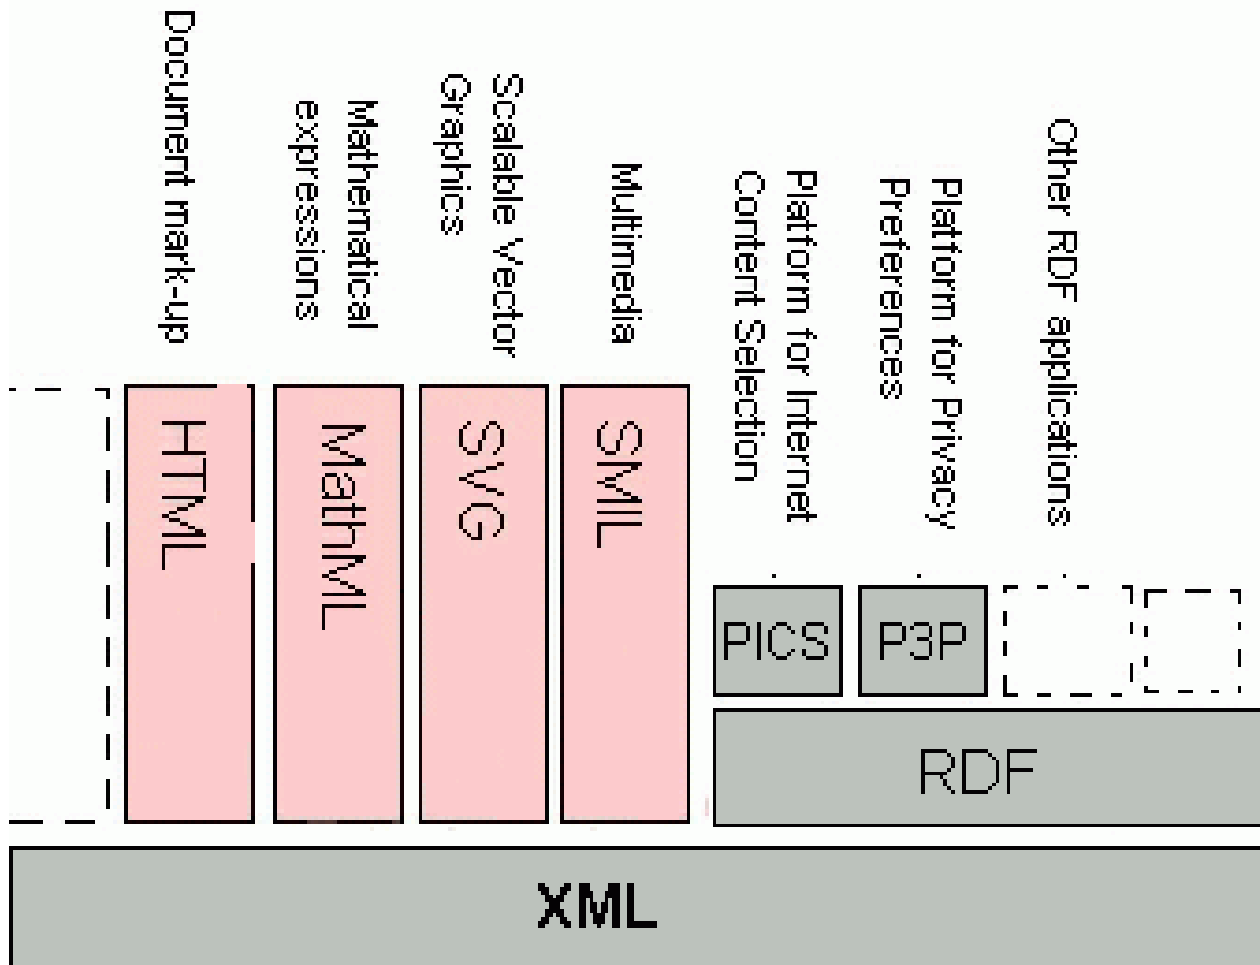 Document mark-up
Mathematical
expressions
Scalable Vector
Graphics
Multimedia
Platform for Internet
Content Selection
Platform for Privacy
Preferences
Other RDF applications
HTML
MathML
SVG
SMIL
PICS
P3P
RDF
XML